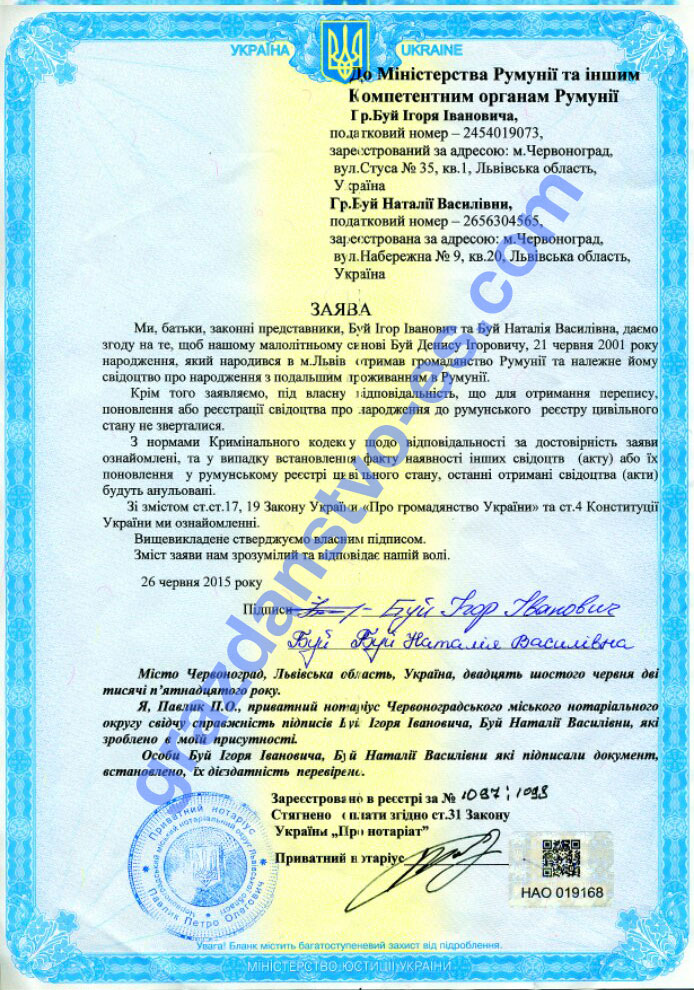 УКРАЇНА
UKRAINE
До Міністерства Румунії та іншим
Компетентним органам Румунії
Гр.Буй Ігоря Івановича,
податковий номер – 2454019073,
зареєстрований за адресою: м.Червоноград,
вул.Стуса № 35, кв.1, Львівська область,
Україна
Гр.Буй Наталії Василівни,
податковий номер – 2656304565,
зареєстрована за адресою: м.Червоноград,
вул.Набережна № 9, кв.20, Львівська область,
Україна
ЗАЯВА
Ми, батьки, законні представники, Буй Ігор Іванович та Буй Наталія Василівна, даємо
згоду на те, щоб нашому малолітньому синові Буй Денису Ігоровичу, 21 червня 2001 року
народження, який народився в м.Львів отримав громадянство Румунії та належне йому
свідоцтво про народження з подальшим проживанням в Румунії.
Крім того заявляємо, під власну відповідальність, що для отримання перепису,
поновлення або реєстрації свідоцтва про народження до румунського реєстру цивільного
стану не зверталися.
З нормами Кримінального кодексу щодо відповідальності за достовірність заяви
ознайомлені, та у випадку встановлення факту наявності інших свідоцтв (акту) або їх
поновлення у румунському реєстрі цивільного стану, останні отримані свідоцтва (акти)
будуть анульовані.
Зі змістом ст.ст.17, 19 Закону України «Про громадянство України» та ст.4 Конституції
України ми ознайомленні.
Вищевикладене стверджуємо власним підписом.
Зміст заяви нам зрозумілий та відповідає нашій волі.
26 червня 2015 року
Підписи Буй Ігор Іванович
Буй Буй Наталія Василівна
Місто Червоноград, Львівська область, Україна, двадцять шостого червня дві
тисячі п'ятнадцятого року.
Я, Павлик П.О., приватний нотаріус Червоноградського міського нотаріального
округу свідчу справжність підписів Буй Ігоря Івановича, Буй Наталії Василівни, які
зроблено в моїй присутності.
Особи Буй Ігоря Івановича, Буй Наталії Василівни які підписали документ,
встановлено, їх дієздатність перевірено.
Зареєстровано в реєстрі за № 1097; 1098
Стягнено оплати згідно ст.31 Закону
України „Про нотаріат”
Приватний нотаріус
Приватний нотаріус
Червоноградський міський нотаріальний округ Львівської області
Павлик Петро Олегович
НАО 019168
Увага! Бланк містить багатоступеневий захист від підроблення.
МІНІСТЕРСТВО ЮСТИЦІЇ УКРАЇНИ
grazdanstvo-es.com